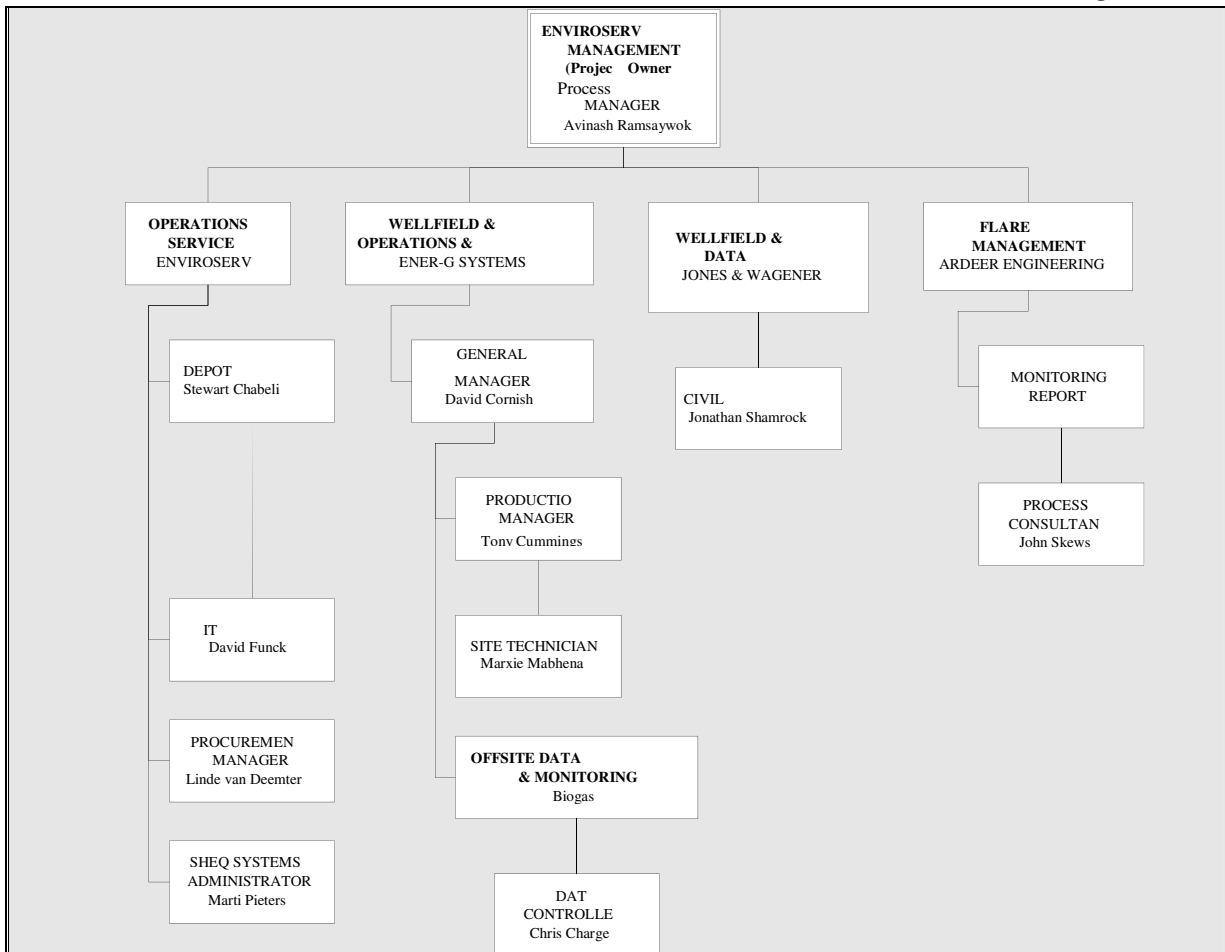 ENVIROSERV
MANAGEMENT
(Projec Owner
Process
MANAGER
Avinash Ramsaywok
OPERATIONS
SERVICE
ENVIROSERV
WELLFIELD &
OPERATIONS &
ENER-G SYSTEMS
WELLFIELD &
DATA
JONES & WAGENER
FLARE
MANAGEMENT
ARDEER ENGINEERING
DEPOT
Stewart Chabeli
GENERAL
MANAGER
David Cornish
CIVIL
Jonathan Shamrock
MONITORING
REPORT
PRODUCTIO
MANAGER
Tony Cummings
PROCESS
CONSULTAN
John Skews
IT
David Funck
SITE TECHNICIAN
Marxie Mabhena
PROCUREMEN
MANAGER
Linde van Deemter
OFFSITE DATA
& MONITORING
Biogas
SHEQ SYSTEMS
ADMINISTRATOR
Marti Pieters
DAT
CONTROLLE
Chris Charge